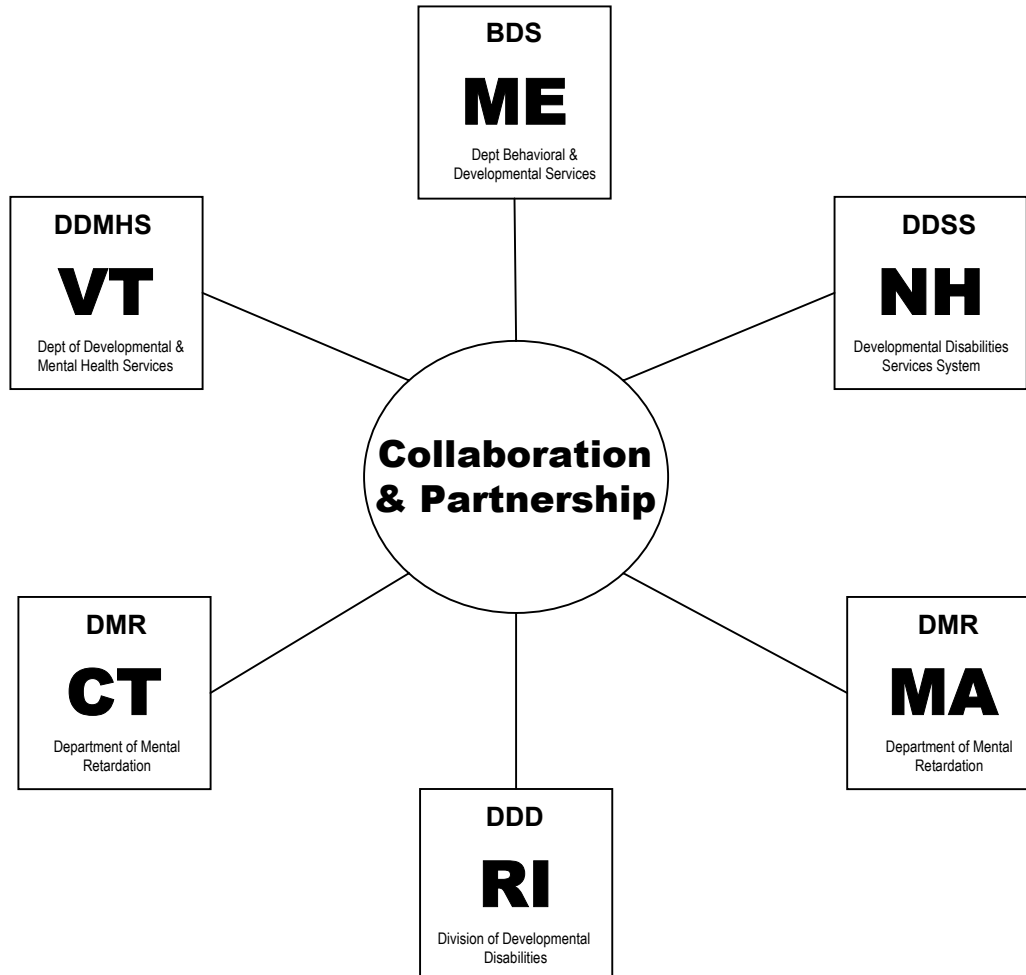 BDS
ME
Dept Behavioral &
Developmental Services
DDMHS
VT
Dept of Developmental &
Mental Health Services
DDSS
NH
Developmental Disabilities
Services System
Collaboration
& Partnership
DMR
CT
Department of Mental
Retardation
DMR
MA
Department of Mental
Retardation
DDD
RI
Division of Developmental
Disabilities